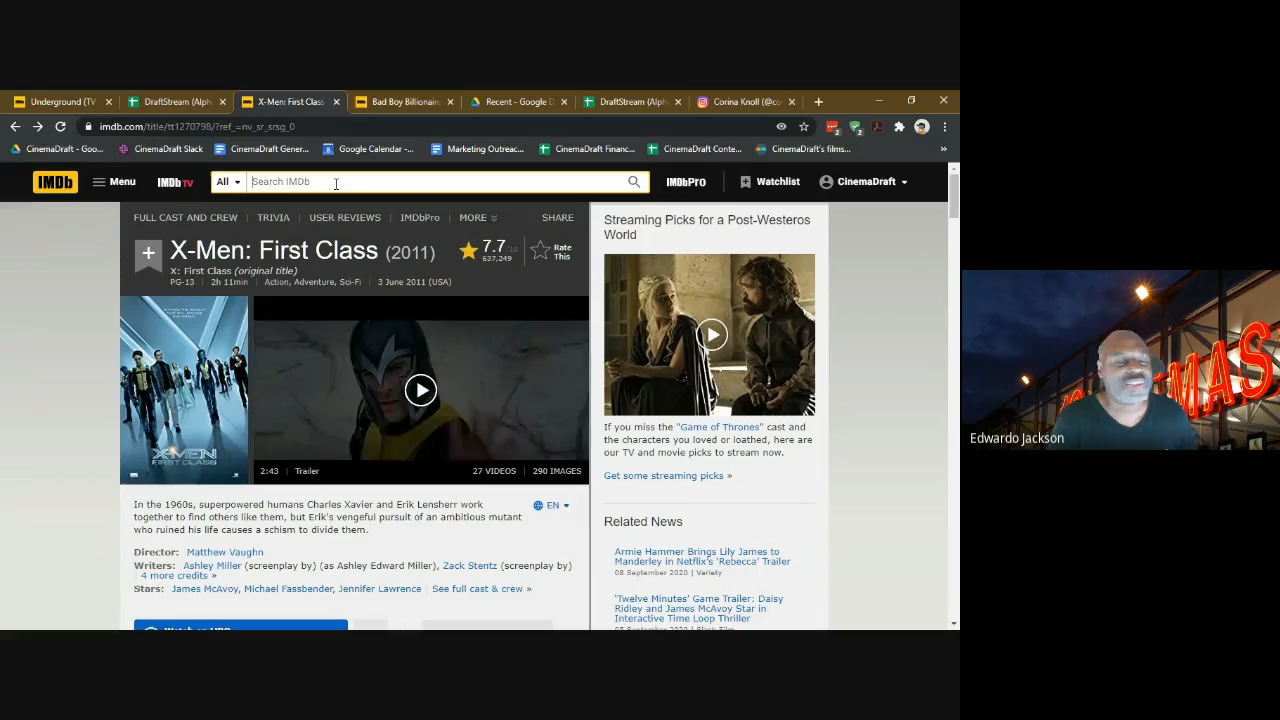 Underground (TV
DraftStream (Alpha
X-Men: First Class
Bad Boy Billionair
Recent - Google D
DraftStream (Alpha
Corina Knoll (@co
imdb.com/title/tt1270798/?ref_=nv_sr_srsg_0
CinemaDraft - Goo...
CinemaDraft Slack
CinemaDraft Gener...
Google Calendar -...
Marketing Outreac...
CinemaDraft Financ...
CinemaDraft Conte...
CinemaDraft's films...
IMDb
Menu
IMDb TV
All
Search IMDb
IMDbPro
Watchlist
CinemaDraft
FULL CAST AND CREW
TRIVIA
USER REVIEWS
IMDbPro
MORE
SHARE
X-Men: First Class (2011)
7.7/10
637,249
Rate This
X: First Class (original title)
PG-13 | 2h 11min | Action, Adventure, Sci-Fi | 3 June 2011 (USA)
X-MEN
FIRST CLASS
2:43 | Trailer
27 VIDEOS | 290 IMAGES
In the 1960s, superpowered humans Charles Xavier and Erik Lensherr work
together to find others like them, but Erik's vengeful pursuit of an ambitious mutant
who ruined his life causes a schism to divide them.
EN
Director: Matthew Vaughn
Writers: Ashley Miller (screenplay by) (as Ashley Edward Miller), Zack Stentz (screenplay by)
| 4 more credits »
Stars: James McAvoy, Michael Fassbender, Jennifer Lawrence | See full cast & crew »
Streaming Picks for a Post-Westeros
World
If you miss the "Game of Thrones" cast and
the characters you loved or loathed, here are
our TV and movie picks to stream now.
Get some streaming picks »
Related News
Armie Hammer Brings Lily James to
Manderley in Netflix's 'Rebecca' Trailer
08 September 2020 | Variety
'Twelve Minutes' Game Trailer: Daisy
Ridley and James McAvoy Star in
Interactive Time Loop Thriller
Edwardo Jackson